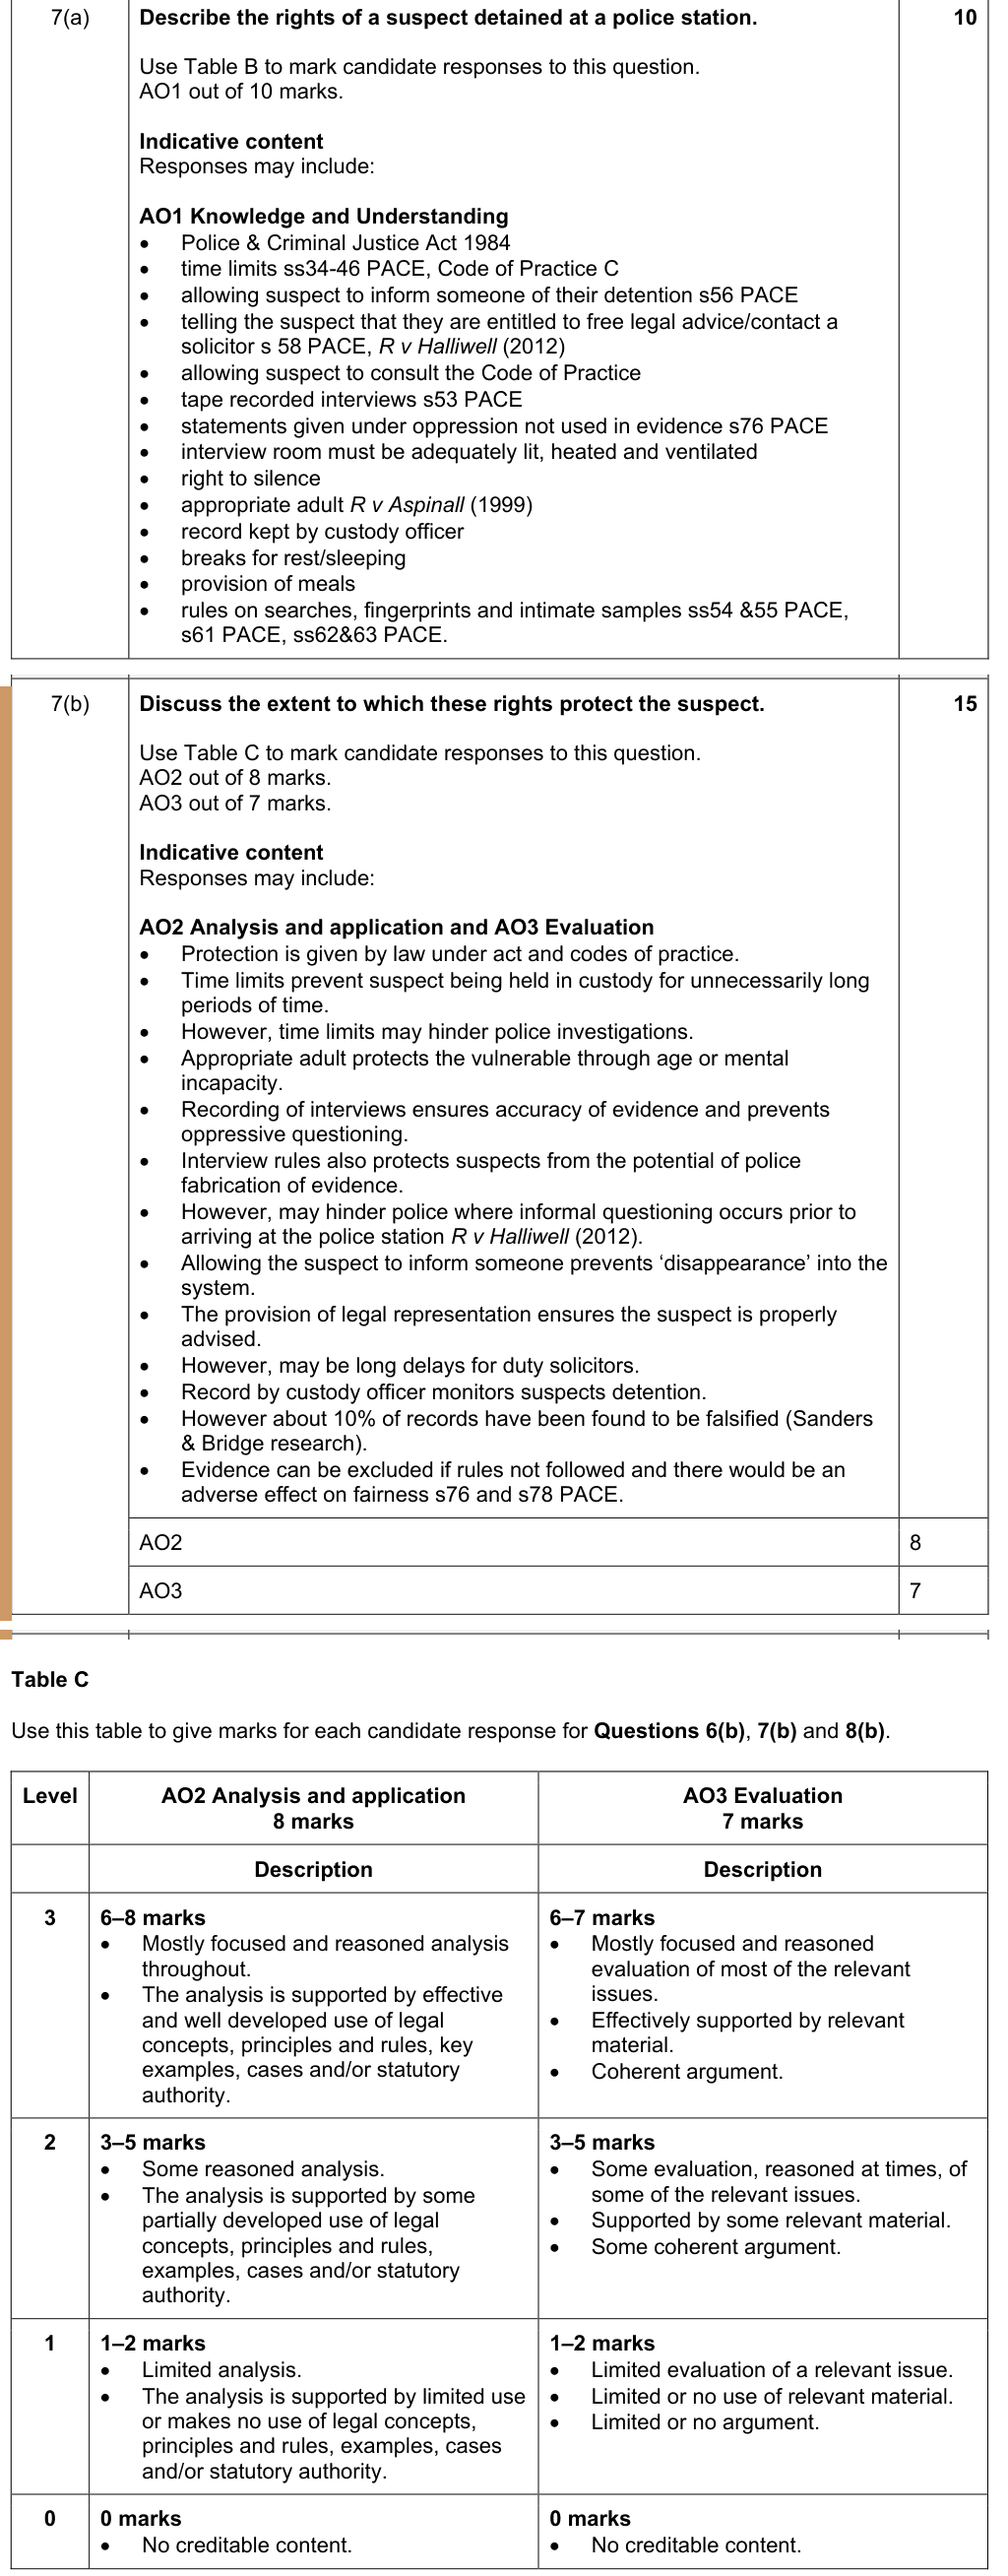 7(a) Describe the rights of a suspect detained at a police station. 10
Use Table B to mark candidate responses to this question.
AO1 out of 10 marks.
Indicative content
Responses may include:
AO1 Knowledge and Understanding
• Police & Criminal Justice Act 1984
• time limits ss34-46 PACE, Code of Practice C
• allowing suspect to inform someone of their detention s56 PACE
• telling the suspect that they are entitled to free legal advice/contact a
solicitor s 58 PACE, R v Halliwell (2012)
• allowing suspect to consult the Code of Practice
• tape recorded interviews s53 PACE
• statements given under oppression not used in evidence s76 PACE
• interview room must be adequately lit, heated and ventilated
• right to silence
• appropriate adult R v Aspinall (1999)
• record kept by custody officer
• breaks for rest/sleeping
• provision of meals
• rules on searches, fingerprints and intimate samples ss54 &55 PACE,
s61 PACE, ss62&63 PACE.
7(b) Discuss the extent to which these rights protect the suspect. 15
Use Table C to mark candidate responses to this question.
AO2 out of 8 marks.
AO3 out of 7 marks.
Indicative content
Responses may include:
AO2 Analysis and application and AO3 Evaluation
• Protection is given by law under act and codes of practice.
• Time limits prevent suspect being held in custody for unnecessarily long
periods of time.
• However, time limits may hinder police investigations.
• Appropriate adult protects the vulnerable through age or mental
incapacity.
• Recording of interviews ensures accuracy of evidence and prevents
oppressive questioning.
• Interview rules also protects suspects from the potential of police
fabrication of evidence.
• However, may hinder police where informal questioning occurs prior to
arriving at the police station R v Halliwell (2012).
• Allowing the suspect to inform someone prevents ‘disappearance’ into the
system.
• The provision of legal representation ensures the suspect is properly
advised.
• However, may be long delays for duty solicitors.
• Record by custody officer monitors suspects detention.
• However about 10% of records have been found to be falsified (Sanders
& Bridge research).
• Evidence can be excluded if rules not followed and there would be an
adverse effect on fairness s76 and s78 PACE.
AO2 8
AO3 7
Table C
Use this table to give marks for each candidate response for Questions 6(b), 7(b) and 8(b).
Level
AO2 Analysis and application
8 marks
AO3 Evaluation
7 marks
Description
Description
3
6–8 marks
• Mostly focused and reasoned analysis
throughout.
• The analysis is supported by effective
and well developed use of legal
concepts, principles and rules, key
examples, cases and/or statutory
authority.
6–7 marks
• Mostly focused and reasoned
evaluation of most of the relevant
issues.
• Effectively supported by relevant
material.
• Coherent argument.
2
3–5 marks
• Some reasoned analysis.
• The analysis is supported by some
partially developed use of legal
concepts, principles and rules,
examples, cases and/or statutory
authority.
3–5 marks
• Some evaluation, reasoned at times, of
some of the relevant issues.
• Supported by some relevant material.
• Some coherent argument.
1
1–2 marks
• Limited analysis.
• The analysis is supported by limited use
or makes no use of legal concepts,
principles and rules, examples, cases
and/or statutory authority.
1–2 marks
• Limited evaluation of a relevant issue.
• Limited or no use of relevant material.
• Limited or no argument.
0
0 marks
• No creditable content.
0 marks
• No creditable content.